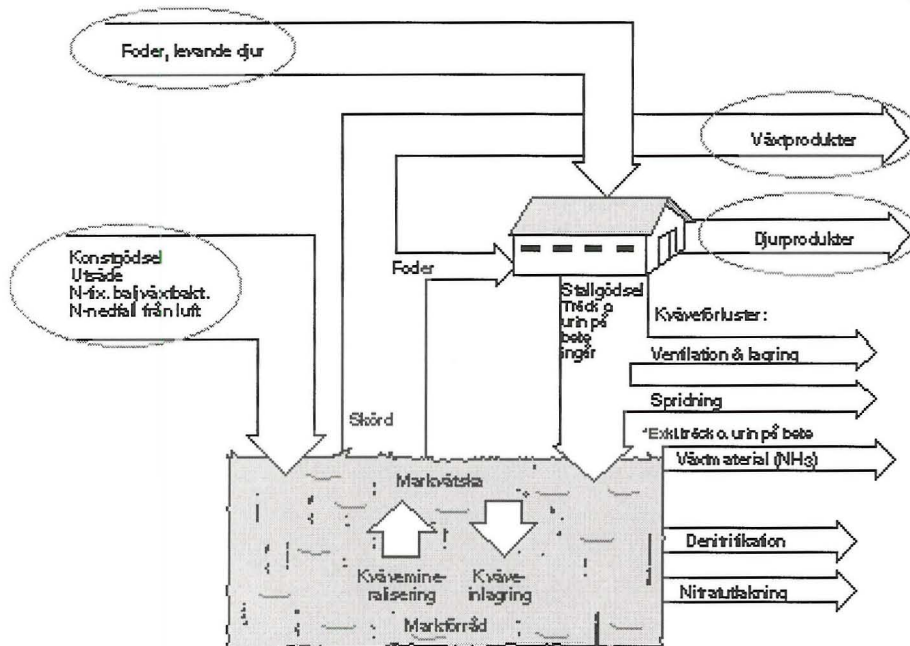 Foder, levande djur
Växtprodukter
Djurprodukter
Konstgödsel
Utsäde
N-fix. baljväxtbakt.
N-nedfall från luft
Foder
Stallgödsel
Träck o.
urin på
bete
ingår
Kväveförluster:
Ventilation & lagring
Spridning
*Exkl.träck o. urin på bete
Växtmaterial (NH3)
Skörd
Markvätska
Kvävemine-
ralisering
Kväve-
inlagring
Markförråd
Denitrifikation
Nitratutlakning